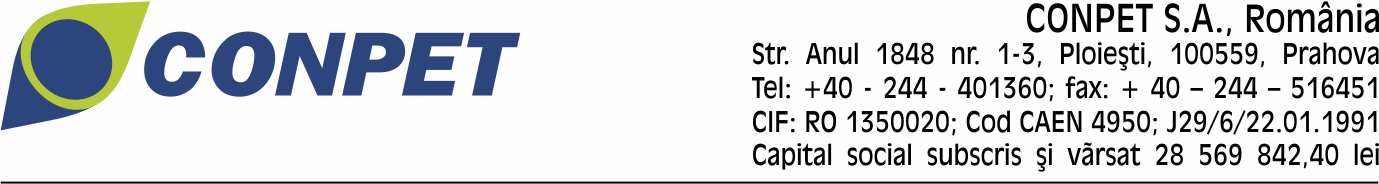 CONPET
CONPET S.A., România
Str. Anul 1848 nr. 1-3, Ploieşti, 100559, Prahova
Tel: +40 - 244 - 401360; fax: + 40 – 244 – 516451
CIF: RO 1350020; Cod CAEN 4950; J29/6/22.01.1991
Capital social subscris şi vãrsat 28 569 842,40 lei